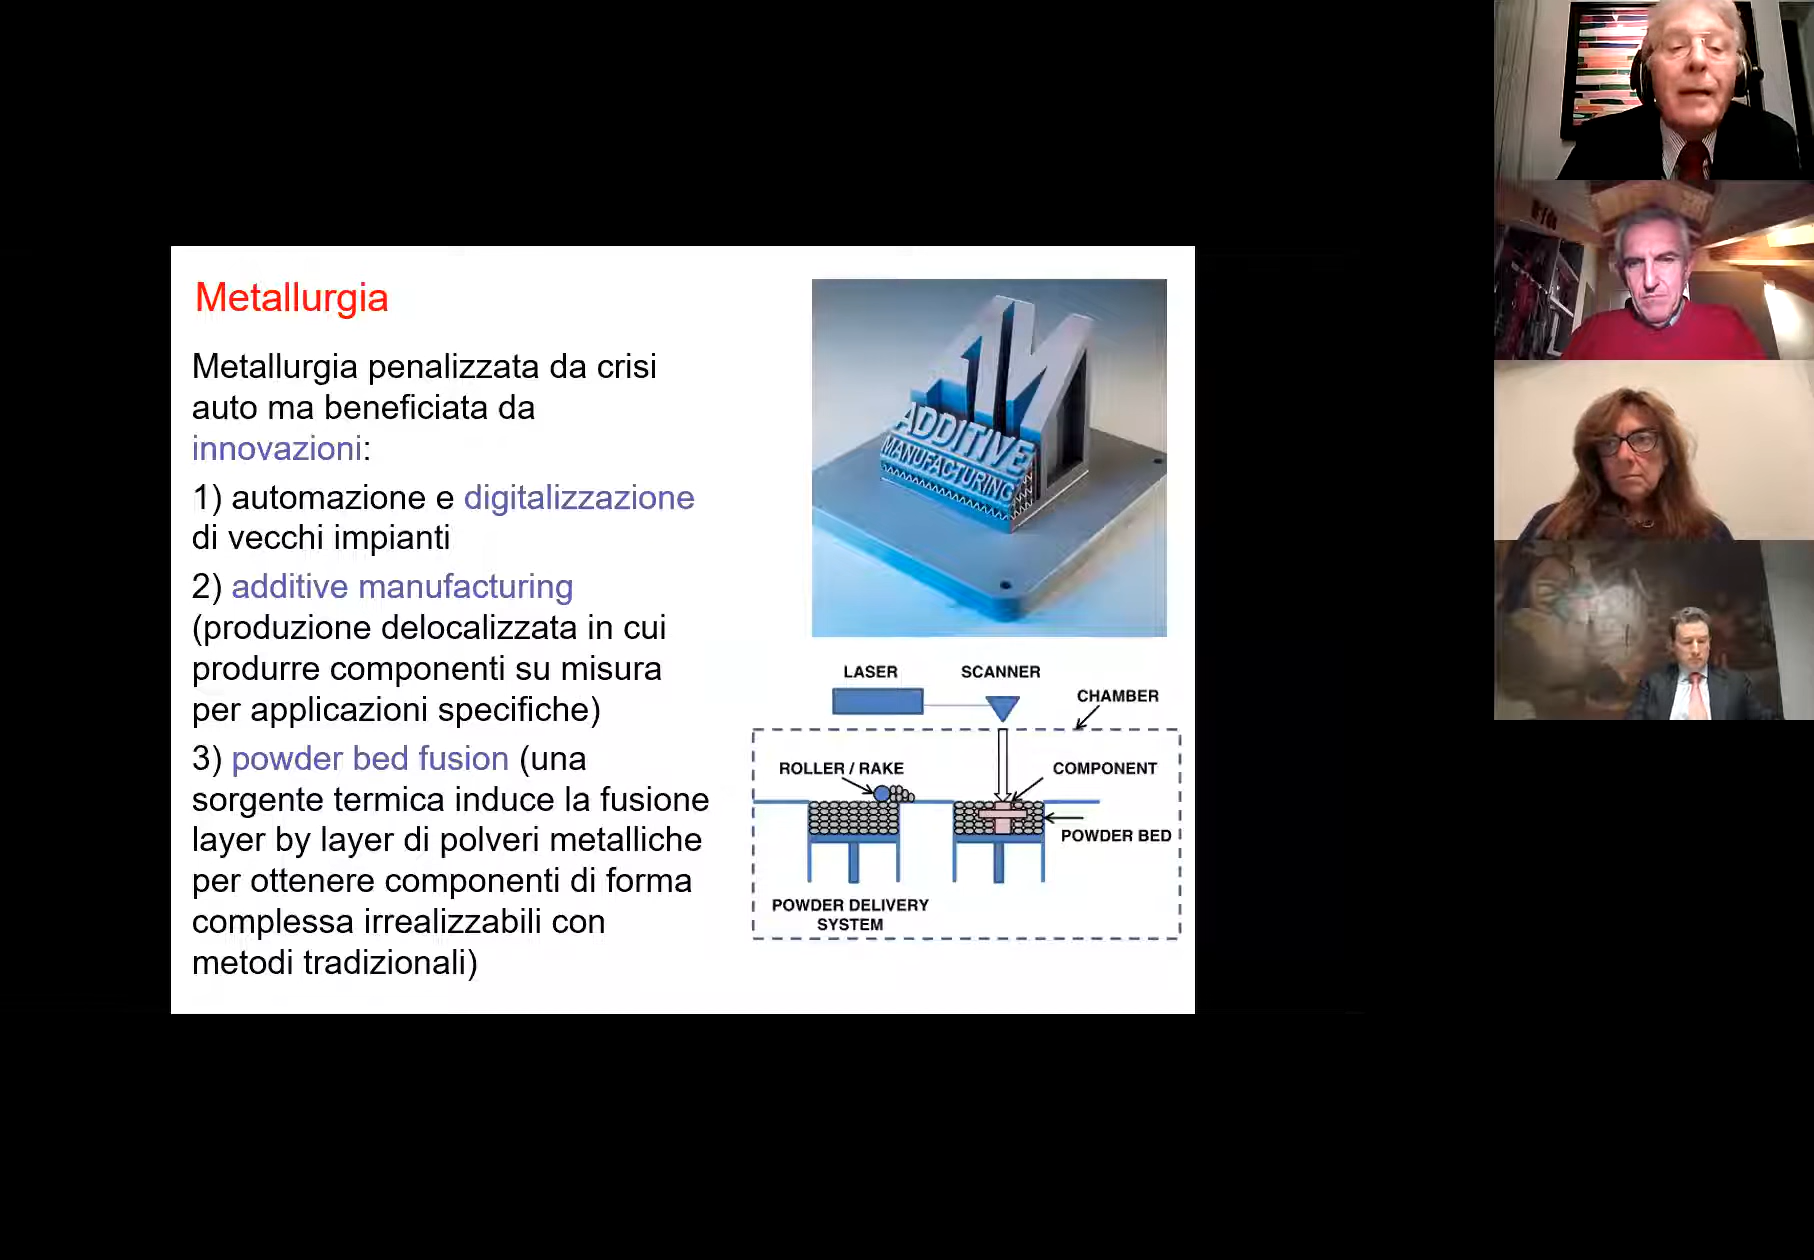 Metallurgia
Metallurgia penalizzata da crisi
auto ma beneficiata da
innovazioni:
1) automazione e digitalizzazione
di vecchi impianti
2) additive manufacturing
(produzione delocalizzata in cui
produrre componenti su misura
per applicazioni specifiche)
3) powder bed fusion (una
sorgente termica induce la fusione
layer by layer di polveri metalliche
per ottenere componenti di forma
complessa irrealizzabili con
metodi tradizionali)
AM
ADDITIVE
MANUFACTURING
LASER
SCANNER
CHAMBER
ROLLER / RAKE
COMPONENT
POWDER BED
POWDER DELIVERY
SYSTEM